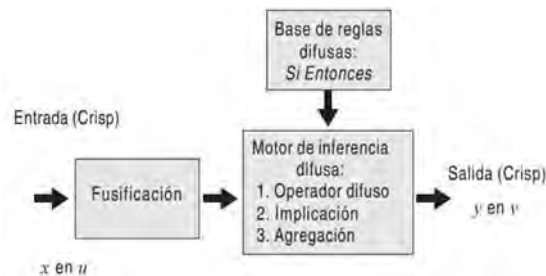 Base de reglas
difusas:
Si Entonces
Entrada (Crisp)
Fusificación
Motor de inferencia
difusa:
1. Operador difuso
2. Implicación
3. Agregación
Salida (Crisp)
y en v
x en u